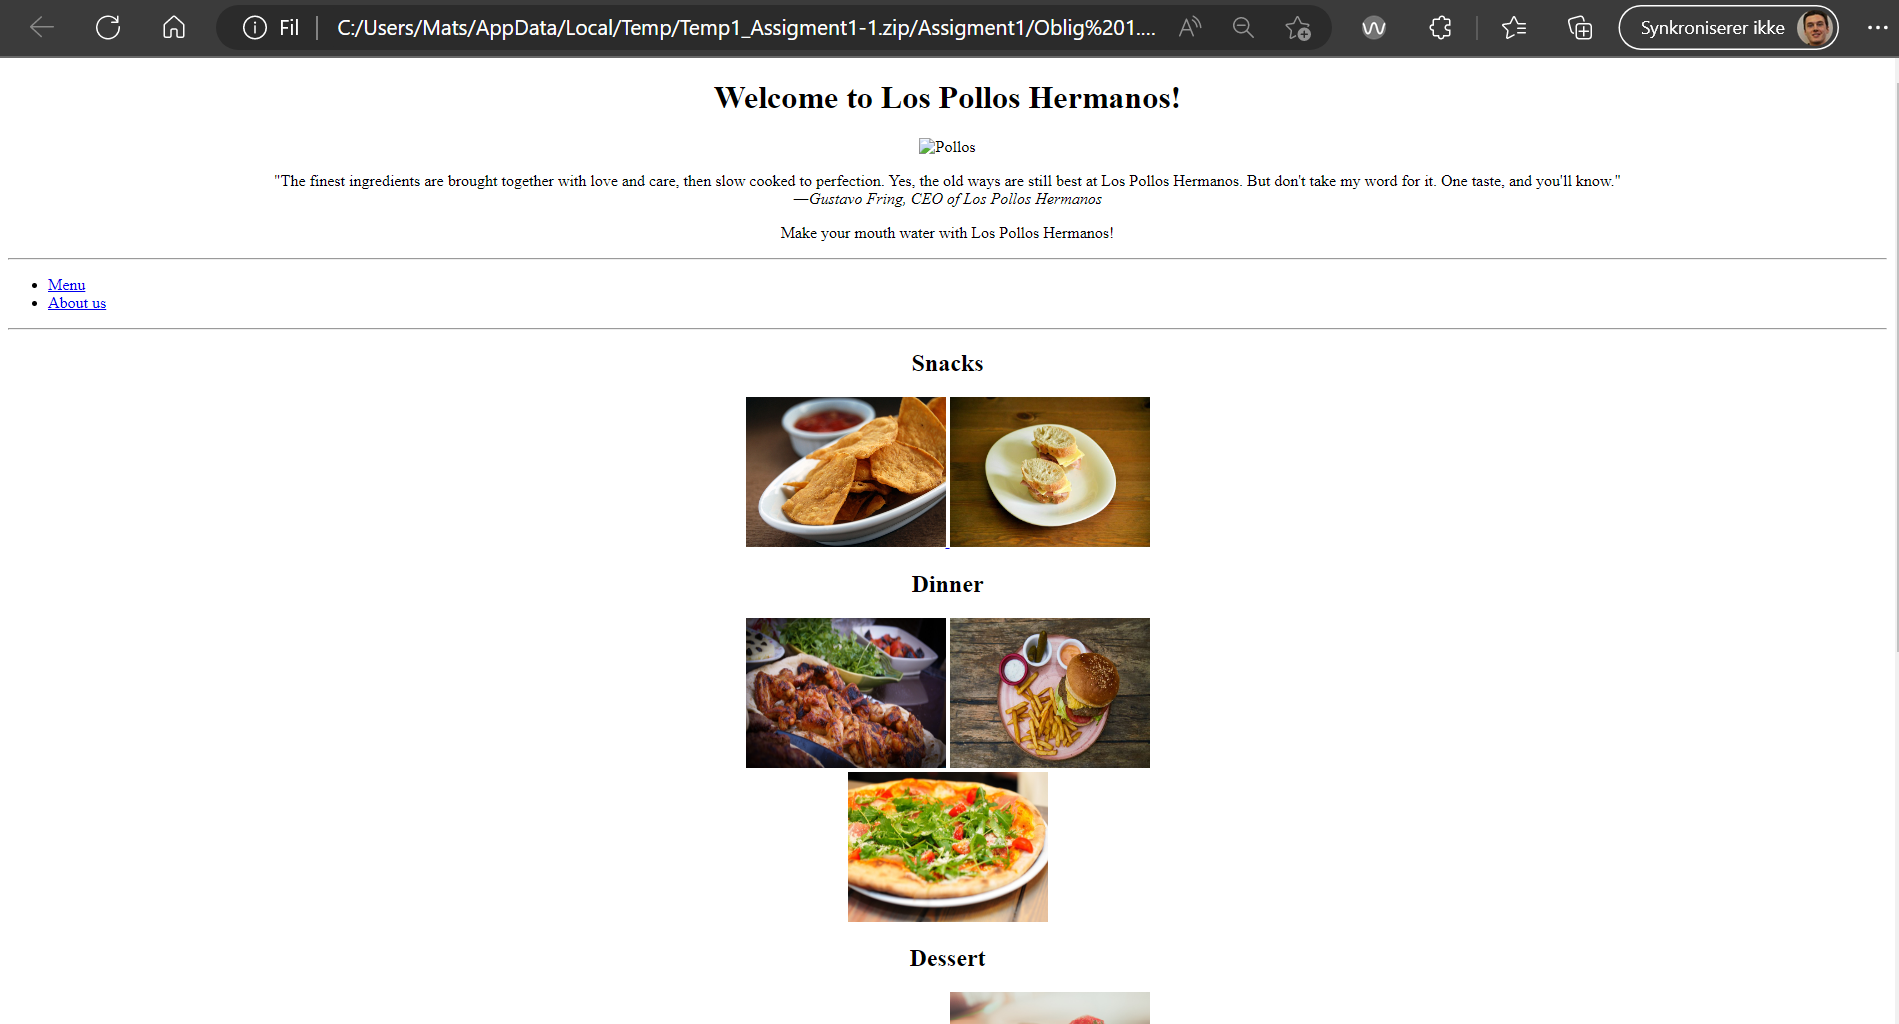 Fil
C:/Users/Mats/AppData/Local/Temp/Temp1_Assigment1-1.zip/Assigment1/Oblig%201....
Synkroniserer ikke
Welcome to Los Pollos Hermanos!
Pollos
"The finest ingredients are brought together with love and care, then slow cooked to perfection. Yes, the old ways are still best at Los Pollos Hermanos. But don't take my word for it. One taste, and you'll know."
—Gustavo Fring, CEO of Los Pollos Hermanos
Make your mouth water with Los Pollos Hermanos!
Menu
About us
Snacks
Dinner
Dessert